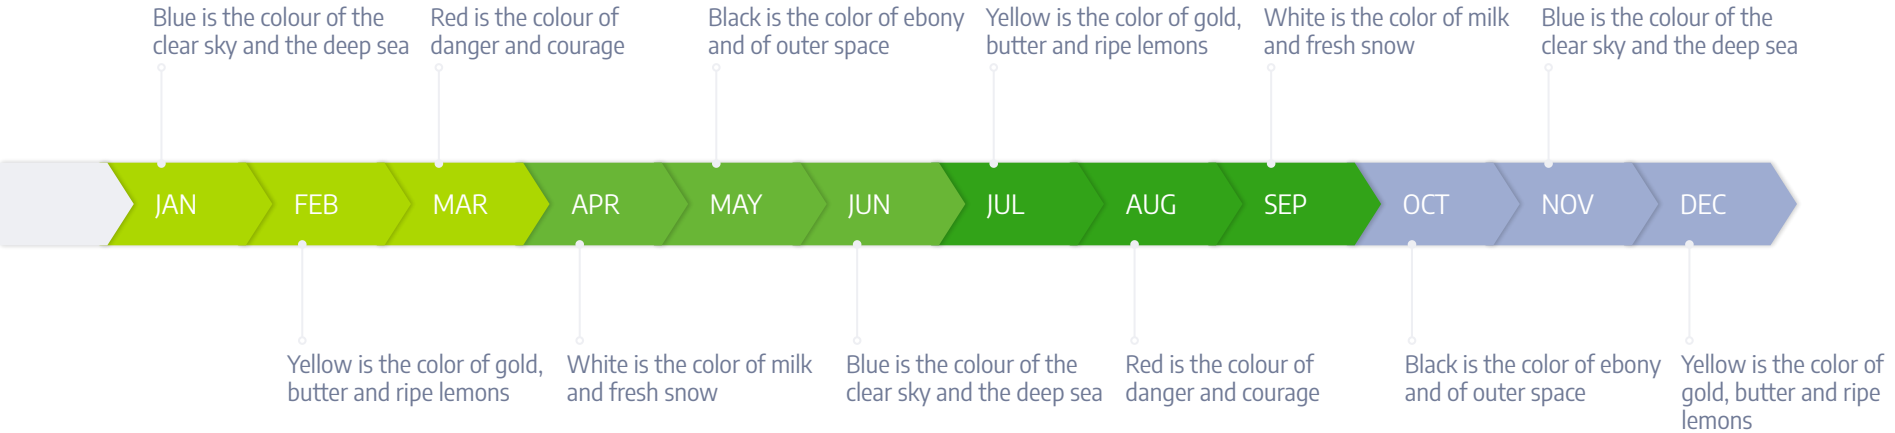 Blue is the colour of the
clear sky and the deep sea
Red is the colour of
danger and courage
Black is the color of ebony
and of outer space
Yellow is the color of gold,
butter and ripe lemons
White is the color of milk
and fresh snow
Blue is the colour of the
clear sky and the deep sea
JAN
FEB
MAR
APR
MAY
JUN
JUL
AUG
SEP
OCT
NOV
DEC
Yellow is the color of gold,
butter and ripe lemons
White is the color of milk
and fresh snow
Blue is the colour of the
clear sky and the deep sea
Red is the colour of
danger and courage
Black is the color of ebony
and of outer space
Yellow is the color of
gold, butter and ripe
lemons